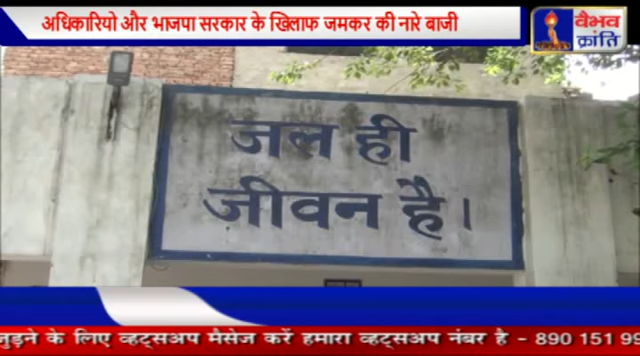 अधिकारियो और भाजपा सरकार के खिलाफ जमकर की नारे बाजी
वैभव
क्रांति
जल ही
जीवन है।
जुड़ने के लिए व्हट्सअप मैसेज करें हमारा व्हट्सअप नंबर है - 890 151 99